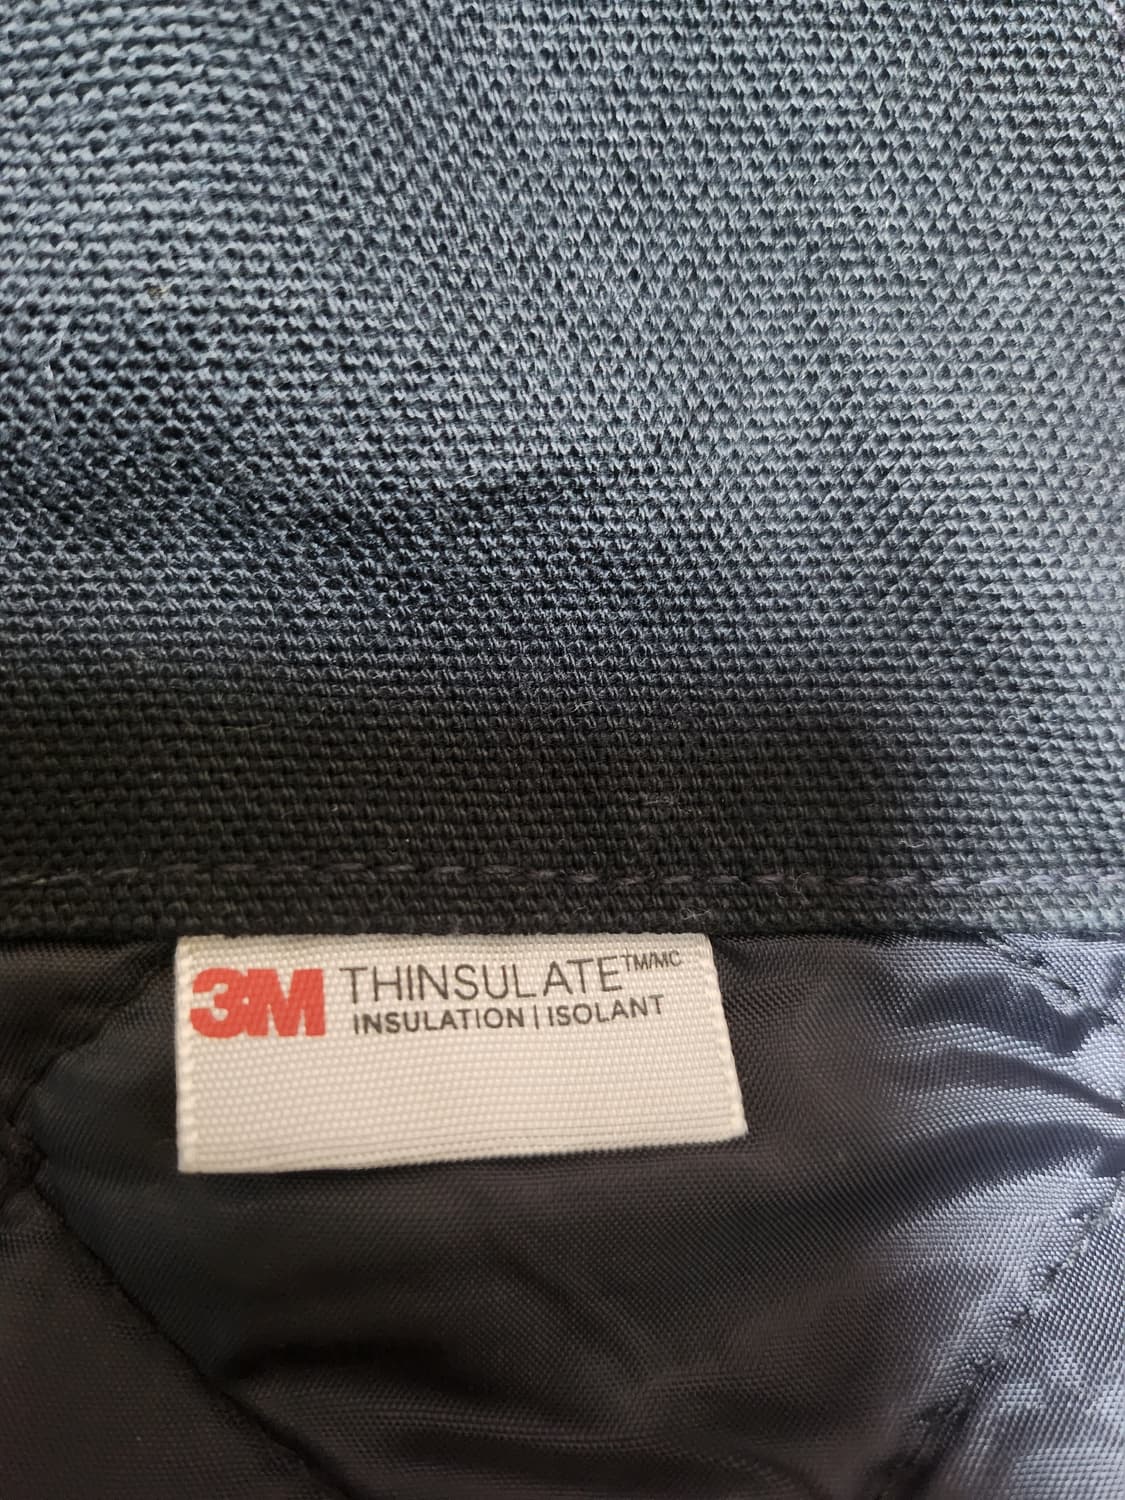 3M THINSULATE™/MC
INSULATION | ISOLANT